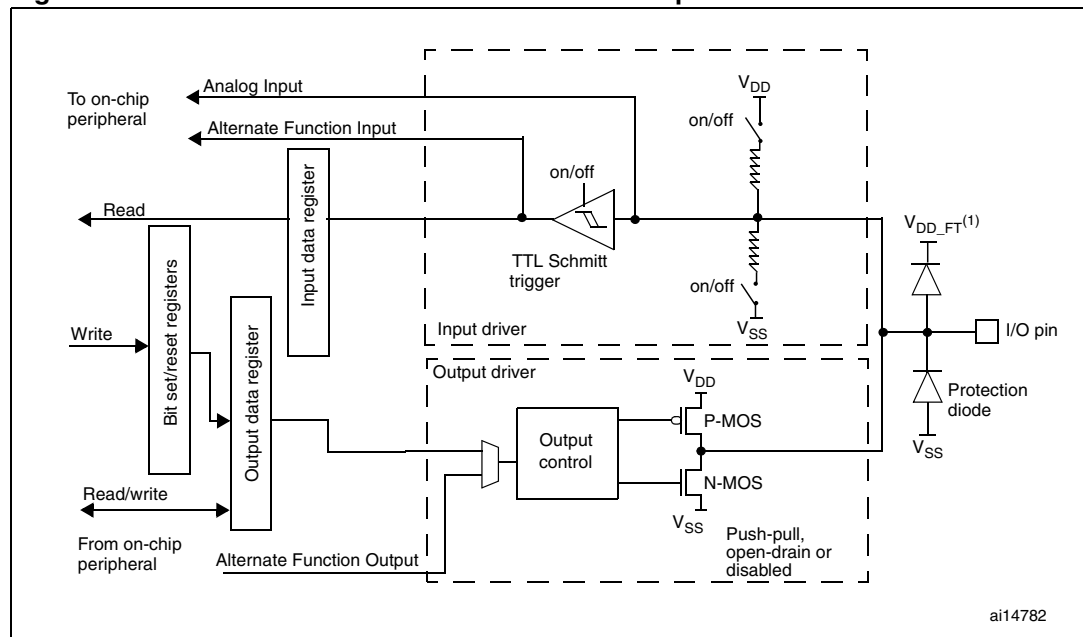 Analog Input
To on-chip
peripheral
Alternate Function Input
on/off
Read
Input data register
TTL Schmitt
trigger
V_DD
on/off
on/off
V_SS
Input driver
V_DD_FT(1)
I/O pin
Protection
diode
V_SS
Write
Bit set/reset registers
Output data register
Read/write
From on-chip
peripheral
Alternate Function Output
Output driver
Output
control
V_DD
P-MOS
N-MOS
V_SS
Push-pull,
open-drain or
disabled
ai14782